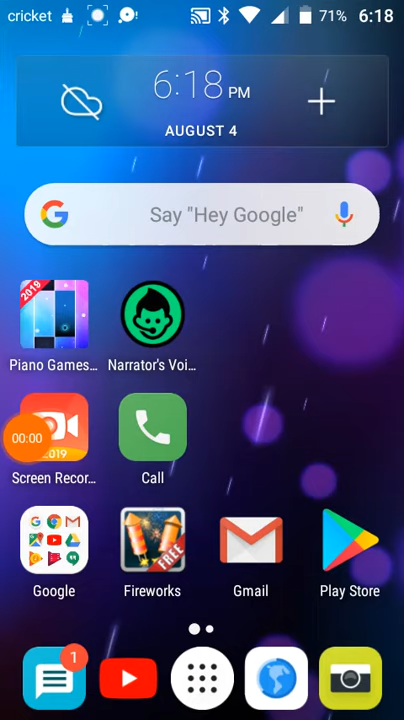 cricket 71% 6:18
6:18 PM
AUGUST 4
Say "Hey Google"
2019
Piano Games...
Narrator's Voi...
00:00
2019
Screen Recor...
Call
Google
FREE
Fireworks
Gmail
Play Store
1